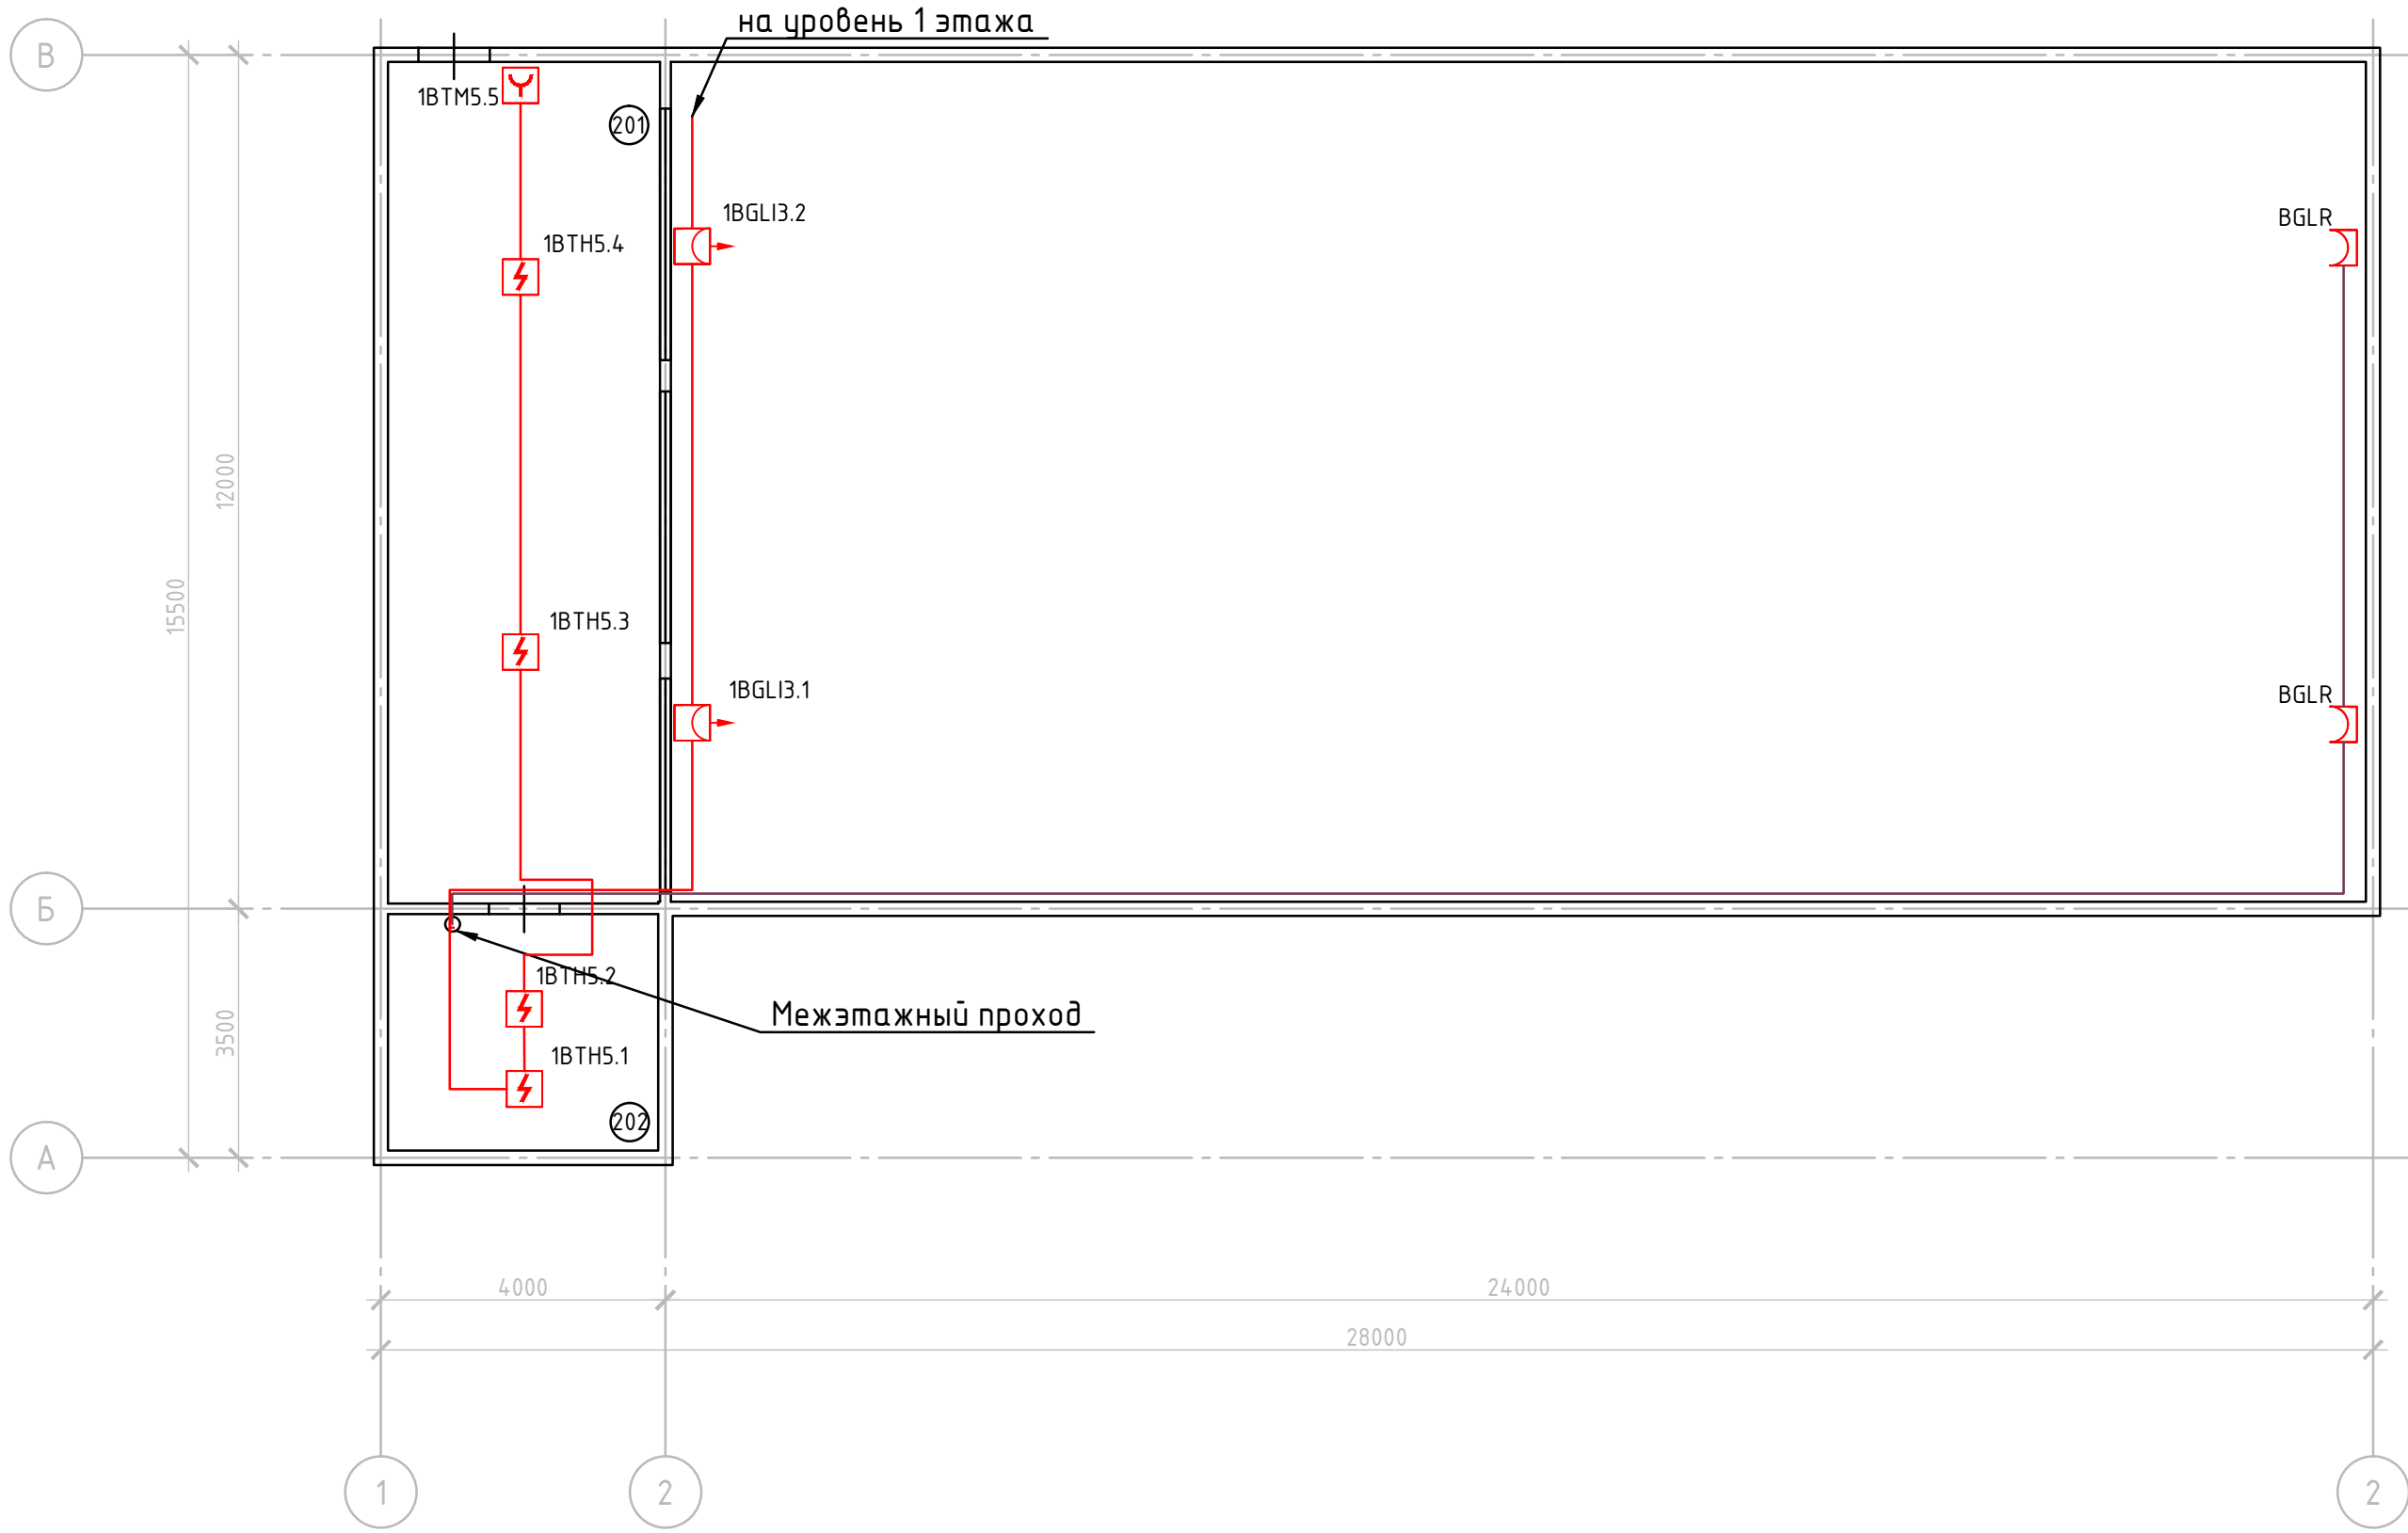 на уровень 1 этажа
В
1BTM5.5
201
1BGLI3.2
BGLR
1BTH5.4
12000
15500
1BTH5.3
1BGLI3.1
BGLR
Б
1BTH5.2
Межэтажный проход
3500
1BTH5.1
202
А
4000
24000
28000
1
2
2